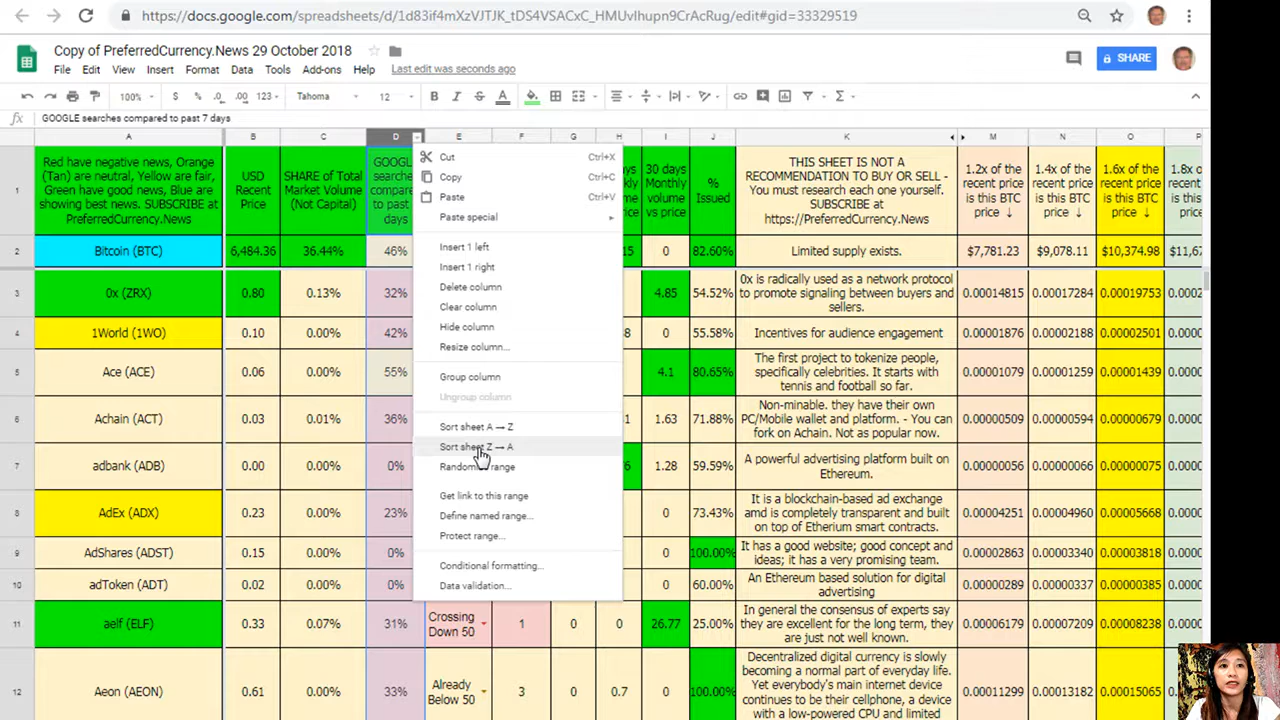 https://docs.google.com/spreadsheets/d/1d83if4mXzVJTJK_tDS4VSACxC_HMUvlhupn9CrAcRug/edit#gid=33329519
Copy of PreferredCurrency.News 29 October 2018
File Edit View Insert Format Data Tools Add-ons Help Last edit was seconds ago
SHARE
100% $ % .0 .00 123 Tahoma 12 B I S A
fx GOOGLE searches compared to past 7 days
A B C D E F G H I J K M N O P
1
Red have negative news, Orange
(Tan) are neutral, Yellow are fair,
Green have good news, Blue are
showing best news. SUBSCRIBE at
PreferredCurrency.News
USD
Recent
Price
SHARE of Total
Market Volume
(Not Capital)
30 days
Monthly
volume
vs price
%
Issued
THIS SHEET IS NOT A
RECOMMENDATION TO BUY OR SELL -
You must research each one yourself.
SUBSCRIBE at
https://PreferredCurrency.News
1.2x of the
recent price
is this BTC
price ↓
1.4x of the
recent price
is this BTC
price ↓
1.6x of the
recent price
is this BTC
price ↓
2 Bitcoin (BTC) 6,484.36 36.44% 46% 15 0 82.60% Limited supply exists. $7,781.23 $9,078.11 $10,374.98
3 0x (ZRX) 0.80 0.13% 32% 4.85 54.52%
0x is radically used as a network protocol
to promote signaling between buyers and
sellers.
0.00014815 0.00017284 0.00019753
4 1World (1WO) 0.10 0.00% 42% 8 0 55.58% Incentives for audience engagement 0.00001876 0.00002188 0.00002501
5 Ace (ACE) 0.06 0.00% 55% 4.1 80.65%
The first project to tokenize people,
specifically celebrities. It starts with
tennis and football so far.
0.00001079 0.00001259 0.00001439
6 Achain (ACT) 0.03 0.01% 36% 1 1.63 71.88%
Non-minable. they have their own
PC/Mobile wallet and platform. - You can
fork on Achain. Not as popular now.
0.00000509 0.00000594 0.00000679
7 adbank (ADB) 0.00 0.00% 0% 1.28 59.59%
A powerful advertising platform built on
Ethereum.
0.00000056 0.00000066 0.00000075
8 AdEx (ADX) 0.23 0.00% 23% 0 73.43%
It is a blockchain-based ad exchange
amd is completely transparent and built
on top of Etherium smart contracts.
0.00004251 0.00004960 0.00005668
9 AdShares (ADST) 0.15 0.00% 0% 0 100.00%
It has a good website; good concept and
ideas; it has a very promising team.
0.00002863 0.00003340 0.00003818
10 adToken (ADT) 0.02 0.00% 0% 0 60.00%
An Ethereum based solution for digital
advertising
0.00000289 0.00000337 0.00000385
11 aelf (ELF) 0.33 0.07% 31%
Crossing
Down 50
1 0 0 26.77 25.00%
In general the consensus of experts say
they are excellent for the long term, they
are just not well known.
0.00006179 0.00007209 0.00008238
12 Aeon (AEON) 0.61 0.00% 33%
Already
Below 50
3 0 0.7 0 100.00%
Decentralized digital currency is slowly
becoming a normal part of everyday life.
Yet everybody's main internet device
continues to be their cellphone, a device
with a low-powered CPU and limited
0.00011299 0.00013182 0.00015065
Cut Ctrl+X
Copy Ctrl+C
Paste Ctrl+V
Paste special
Insert 1 left
Insert 1 right
Delete column
Clear column
Hide column
Resize column...
Group column
Ungroup column
Sort sheet A → Z
Sort sheet Z → A
range
Get link to this range
Define named range...
Protect range...
Conditional formatting...
Data validation...